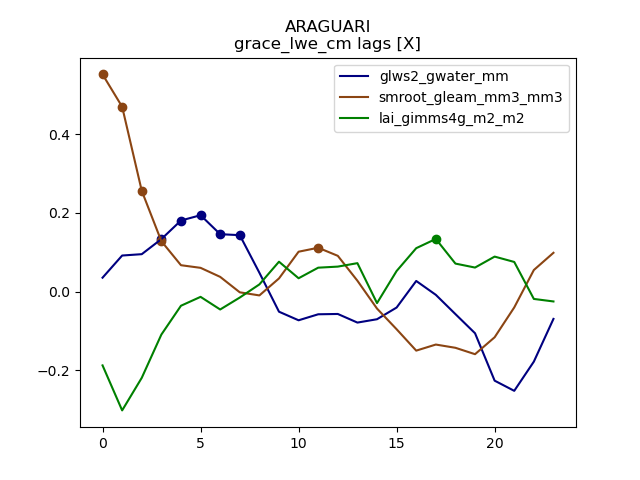 ARAGUARI
grace_lwe_cm lags [X]
glws2_gwater_mm
smroot_gleam_mm3_mm3
lai_gimms4g_m2_m2
0.4
0.2
0.0
−0.2
0 5 10 15 20